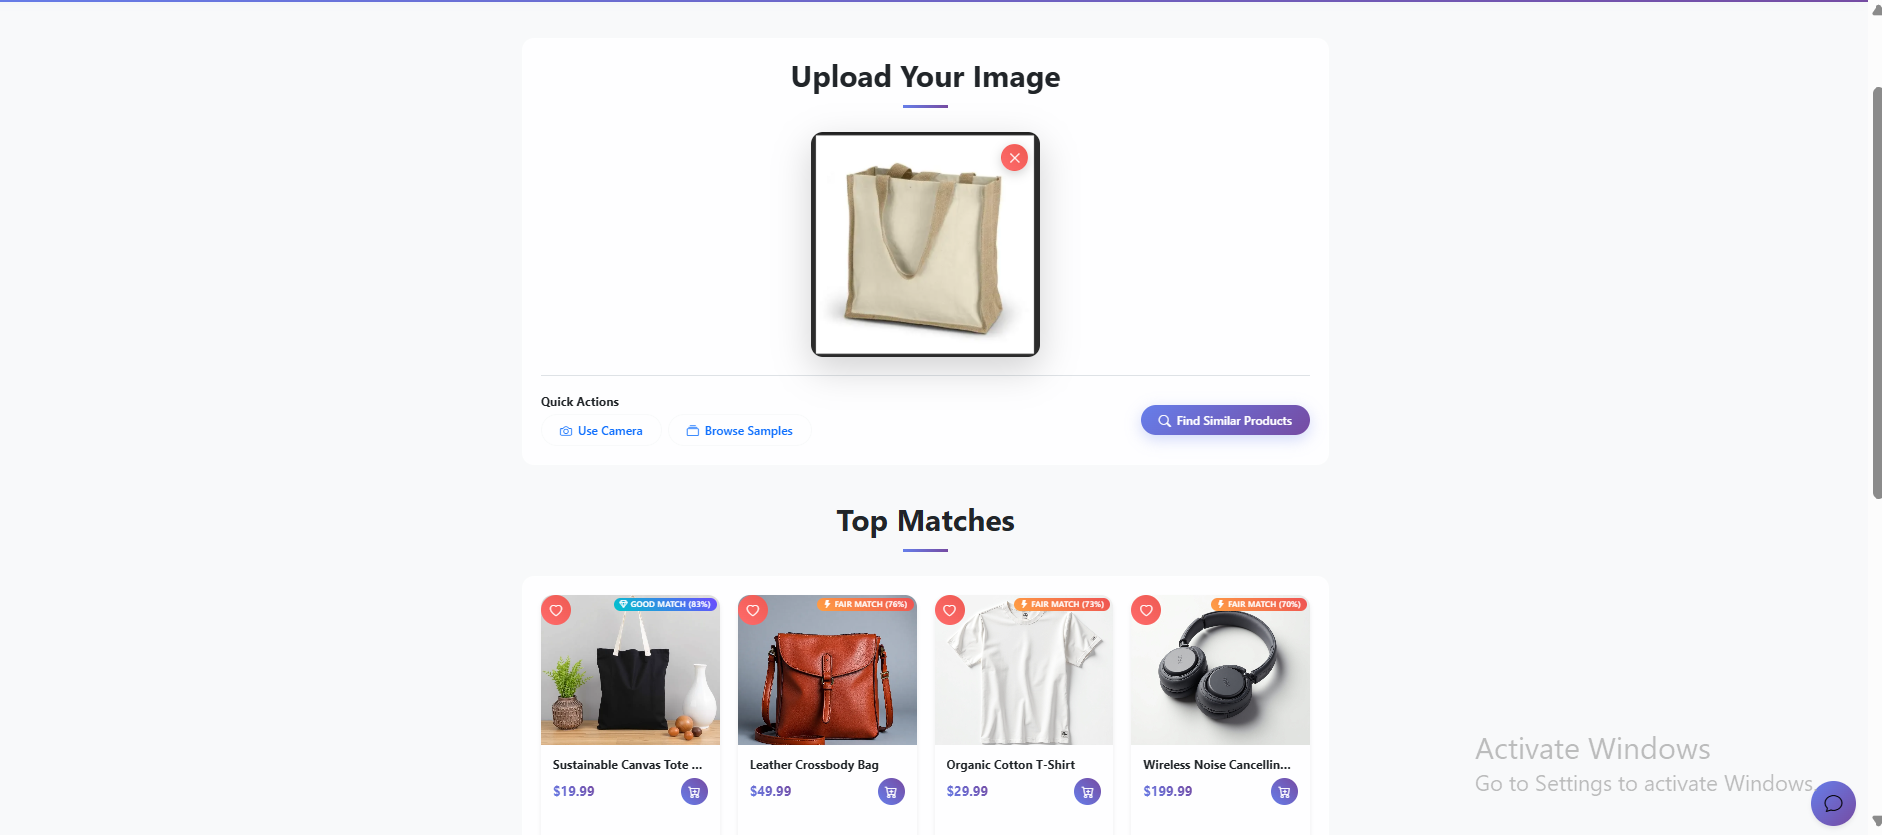 Upload Your Image
Quick Actions
Use Camera
Browse Samples
Find Similar Products
Top Matches
GOOD MATCH (83%)
FAIR MATCH (76%)
FAIR MATCH (73%)
FAIR MATCH (70%)
Sustainable Canvas Tote ...
Leather Crossbody Bag
Organic Cotton T-Shirt
Wireless Noise Cancellin...
$19.99
$49.99
$29.99
$199.99
Activate Windows
Go to Settings to activate Windows.